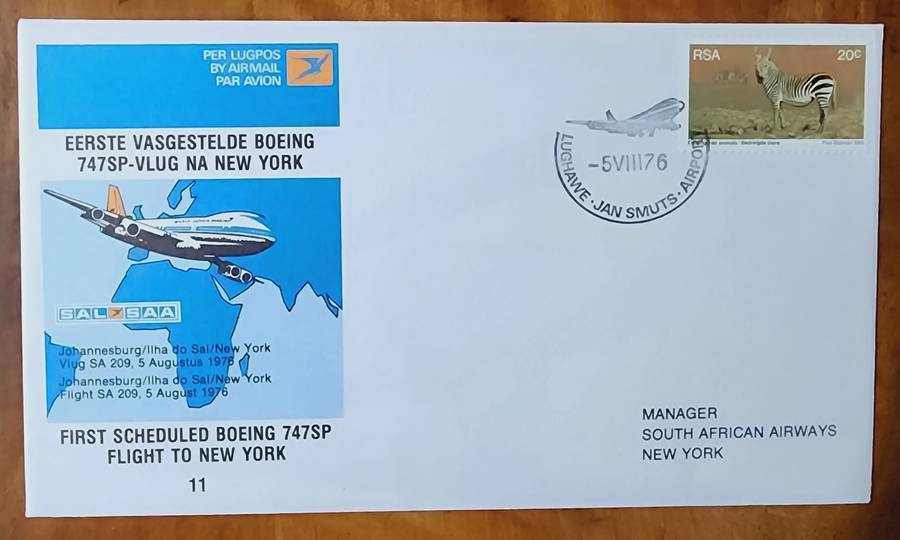 PER LUGPOS
BY AIRMAIL
PAR AVION
EERSTE VASGESTELDE BOEING
747SP-VLUG NA NEW YORK
SAL SAA
Johannesburg/Ilha do Sal/New York
Vlug SA 209, 5 Augustus 1976
Johannesburg/Ilha do Sal/New York
Flight SA 209, 5 August 1976
FIRST SCHEDULED BOEING 747SP
FLIGHT TO NEW YORK
11
RSA 20c
Bedreigde diere
-5VIII76
LUGHAWE · JAN SMUTS · AIRPORT
MANAGER
SOUTH AFRICAN AIRWAYS
NEW YORK